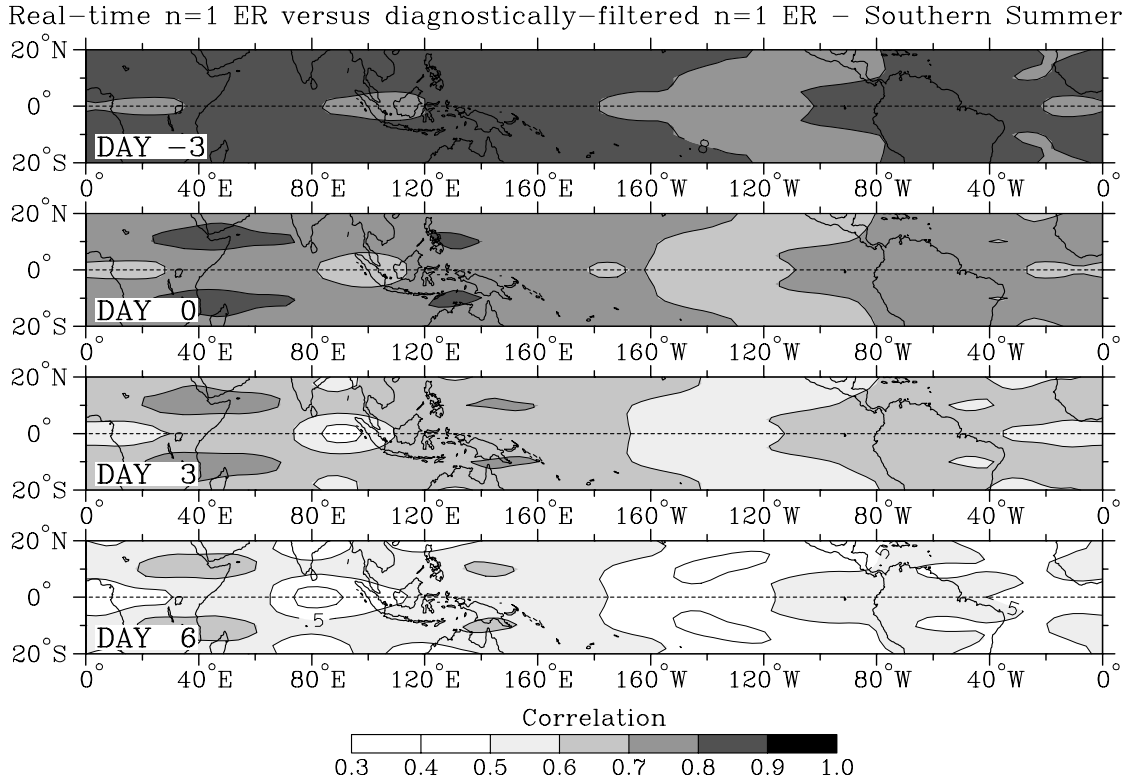 Real-time n=1 ER versus diagnostically-filtered n=1 ER - Southern Summer
20°N
0°
20°S
DAY -3
.8
0° 40°E 80°E 120°E 160°E 160°W 120°W 80°W 40°W 0°
20°N
0°
20°S
DAY 0
0° 40°E 80°E 120°E 160°E 160°W 120°W 80°W 40°W 0°
20°N
0°
20°S
DAY 3
0° 40°E 80°E 120°E 160°E 160°W 120°W 80°W 40°W 0°
20°N
0°
20°S
.5
.5
DAY 6
0° 40°E 80°E 120°E 160°E 160°W 120°W 80°W 40°W 0°
Correlation
0.3 0.4 0.5 0.6 0.7 0.8 0.9 1.0